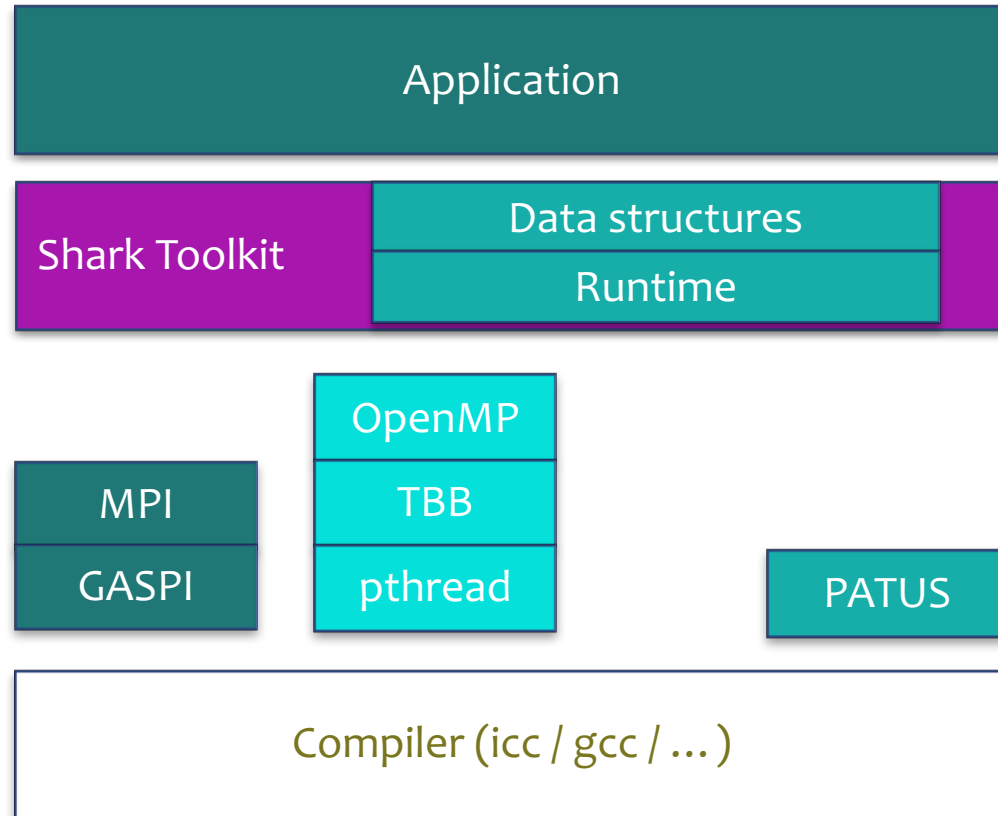 Application
Shark Toolkit
Data structures
Runtime
OpenMP
MPI
TBB
GASPI
pthread
PATUS
Compiler (icc / gcc / ... )